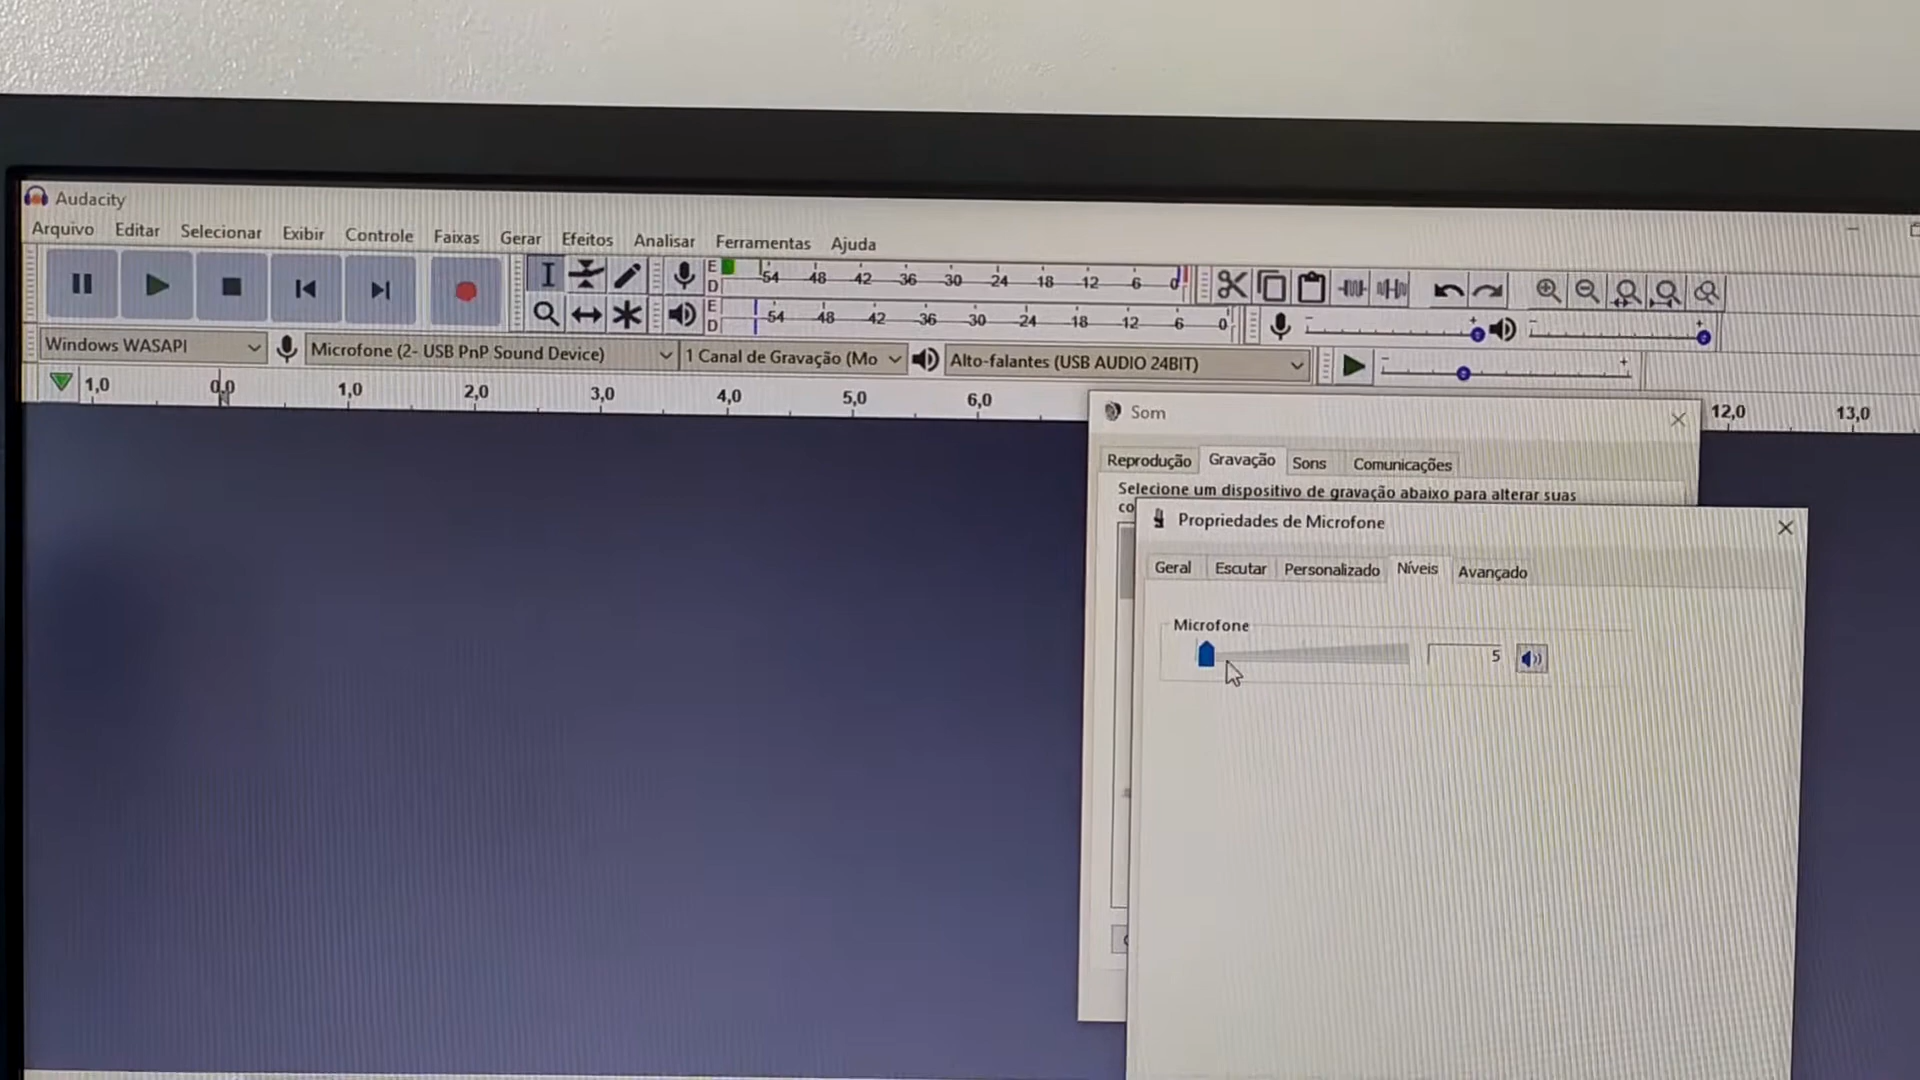 Audacity
Arquivo Editar Selecionar Exibir Controle Faixas Gerar Efeitos Analisar Ferramentas Ajuda
E D -54 -48 -42 -36 -30 -24 -18 -12 -6 0
E D -54 -48 -42 -36 -30 -24 -18 -12 -6 0
Windows WASAPI Microfone (2- USB PnP Sound Device) 1 Canal de Gravação (Mo Alto-falantes (USB AUDIO 24BIT)
1,0 0,0 1,0 2,0 3,0 4,0 5,0 6,0 12,0 13,0
Som
Reprodução Gravação Sons Comunicações
Selecione um dispositivo de gravação abaixo para alterar suas
co
Propriedades de Microfone
Geral Escutar Personalizado Níveis Avançado
Microfone
5